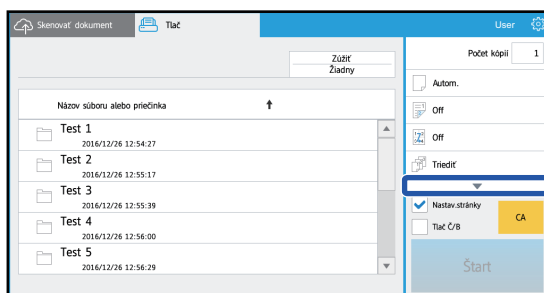 Skenovať dokument
Tlač
User
Zúžiť
Žiadny
Názov súboru alebo priečinka
Test 1
2016/12/26 12:54:27
Test 2
2016/12/26 12:55:17
Test 3
2016/12/26 12:55:39
Test 4
2016/12/26 12:56:00
Test 5
2016/12/26 12:56:29
Počet kópií 1
Autom.
Off
Off
Triediť
Nastav.stránky
Tlač Č/B
CA
Štart